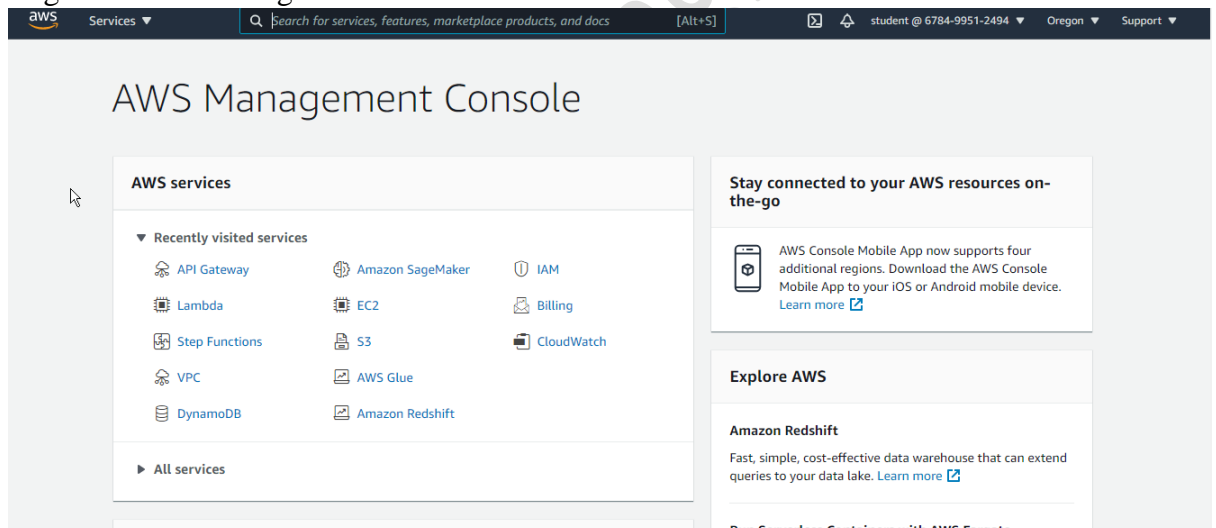 aws
Services ▼
Search for services, features, marketplace products, and docs [Alt+S]
student @ 6784-9951-2494 ▼
Oregon ▼
Support ▼
AWS Management Console
AWS services
▼ Recently visited services
API Gateway
Amazon SageMaker
IAM
Lambda
EC2
Billing
Step Functions
S3
CloudWatch
VPC
AWS Glue
DynamoDB
Amazon Redshift
▶ All services
Stay connected to your AWS resources on-
the-go
AWS Console Mobile App now supports four
additional regions. Download the AWS Console
Mobile App to your iOS or Android mobile device.
Learn more
Explore AWS
Amazon Redshift
Fast, simple, cost-effective data warehouse that can extend
queries to your data lake. Learn more